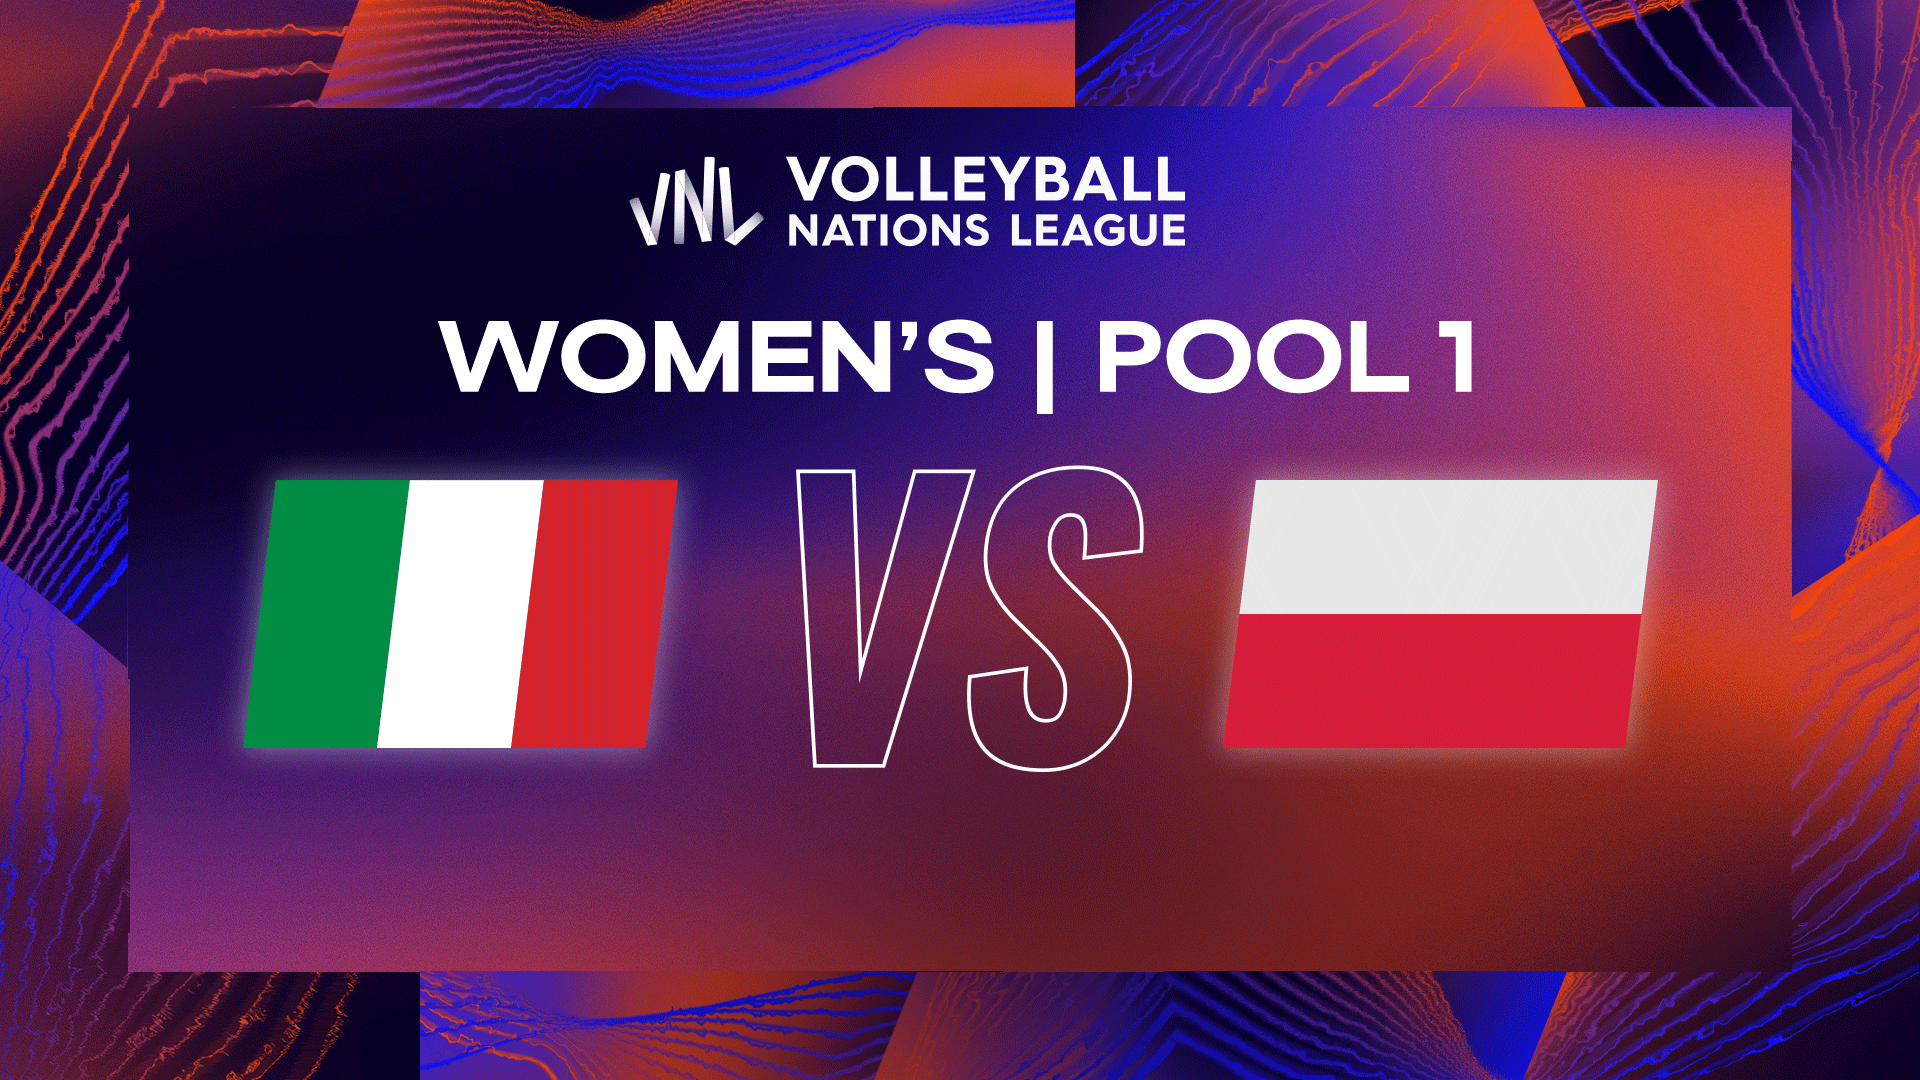 VNL
VOLLEYBALL
NATIONS LEAGUE
WOMEN’S | POOL 1
VS